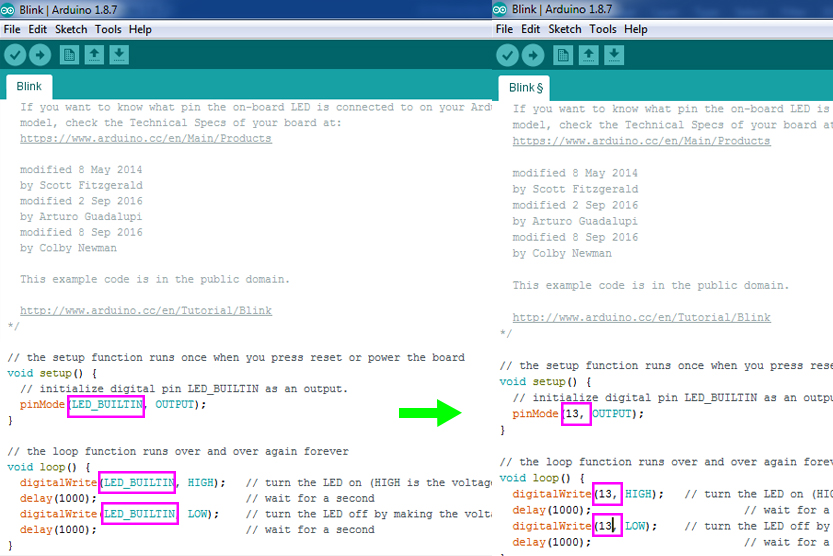 Blink | Arduino 1.8.7
File Edit Sketch Tools Help
Blink
If you want to know what pin the on-board LED is connected to on your Ardu
model, check the Technical Specs of your board at:
https://www.arduino.cc/en/Main/Products
modified 8 May 2014
by Scott Fitzgerald
modified 2 Sep 2016
by Arturo Guadalupi
modified 8 Sep 2016
by Colby Newman
This example code is in the public domain.
http://www.arduino.cc/en/Tutorial/Blink
*/
// the setup function runs once when you press reset or power the board
void setup() {
// initialize digital pin LED_BUILTIN as an output.
pinMode(LED_BUILTIN, OUTPUT);
}
// the loop function runs over and over again forever
void loop() {
digitalWrite(LED_BUILTIN, HIGH); // turn the LED on (HIGH is the voltage
delay(1000); // wait for a second
digitalWrite(LED_BUILTIN, LOW); // turn the LED off by making the volta
delay(1000); // wait for a second
}
Blink | Arduino 1.8.7
File Edit Sketch Tools Help
Blink §
If you want to know what pin the on-board LED is
model, check the Technical Specs of your board at
https://www.arduino.cc/en/Main/Products
modified 8 May 2014
by Scott Fitzgerald
modified 2 Sep 2016
by Arturo Guadalupi
modified 8 Sep 2016
by Colby Newman
This example code is in the public domain.
http://www.arduino.cc/en/Tutorial/Blink
*/
// the setup function runs once when you press rese
void setup() {
// initialize digital pin LED_BUILTIN as an outpu
pinMode(13, OUTPUT);
}
// the loop function runs over and over again foreve
void loop() {
digitalWrite(13, HIGH); // turn the LED on (HIG
delay(1000); // wait for a
digitalWrite(13, LOW); // turn the LED off by
delay(1000); // wait for a